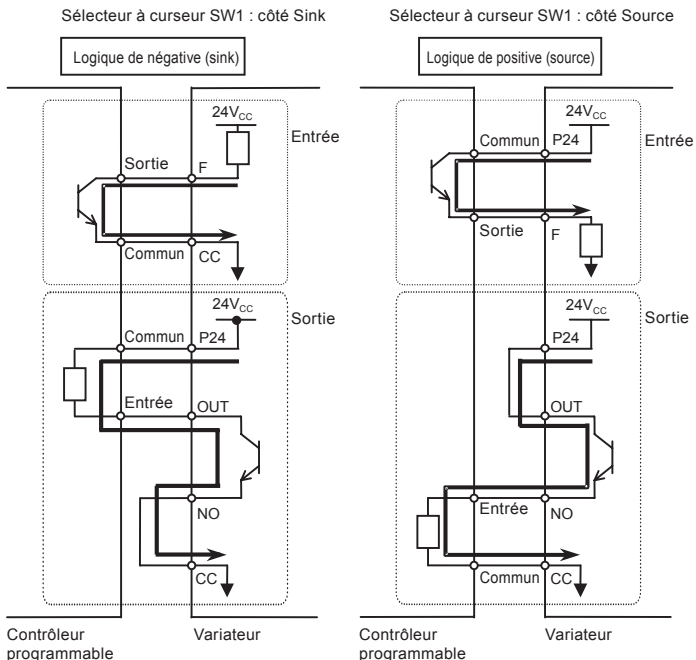 Sélecteur à curseur SW1 : côté Sink
Logique de négative (sink)
24VCC
Entrée
Sortie
F
Commun
CC
24VCC
Sortie
Commun
P24
Entrée
OUT
NO
CC
Contrôleur
programmable
Variateur
Sélecteur à curseur SW1 : côté Source
Logique de positive (source)
24VCC
Commun
P24
Entrée
Sortie
F
24VCC
Sortie
P24
OUT
Entrée
NO
Commun
CC
Contrôleur
programmable
Variateur